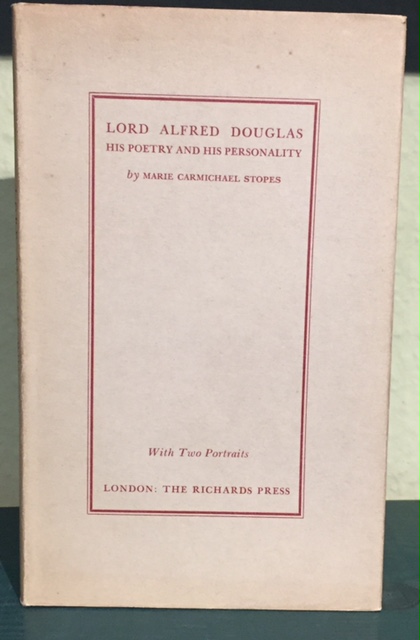 LORD ALFRED DOUGLAS
HIS POETRY AND HIS PERSONALITY
by MARIE CARMICHAEL STOPES
With Two Portraits
LONDON: THE RICHARDS PRESS